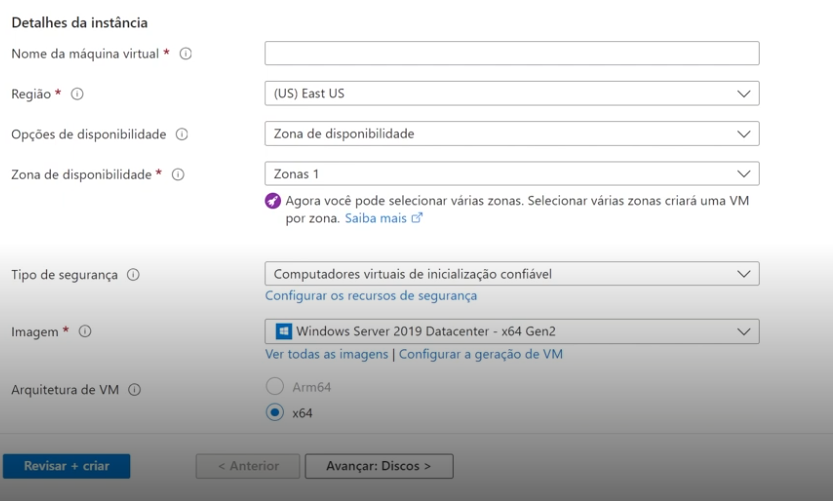 Detalhes da instância
Nome da máquina virtual *
Região *
(US) East US
Opções de disponibilidade
Zona de disponibilidade
Zona de disponibilidade *
Zonas 1
Agora você pode selecionar várias zonas. Selecionar várias zonas criará uma VM
por zona. Saiba mais
Tipo de segurança
Computadores virtuais de inicialização confiável
Configurar os recursos de segurança
Imagem *
Windows Server 2019 Datacenter - x64 Gen2
Ver todas as imagens | Configurar a geração de VM
Arquitetura de VM
Arm64
x64
Revisar + criar
< Anterior
Avançar: Discos >